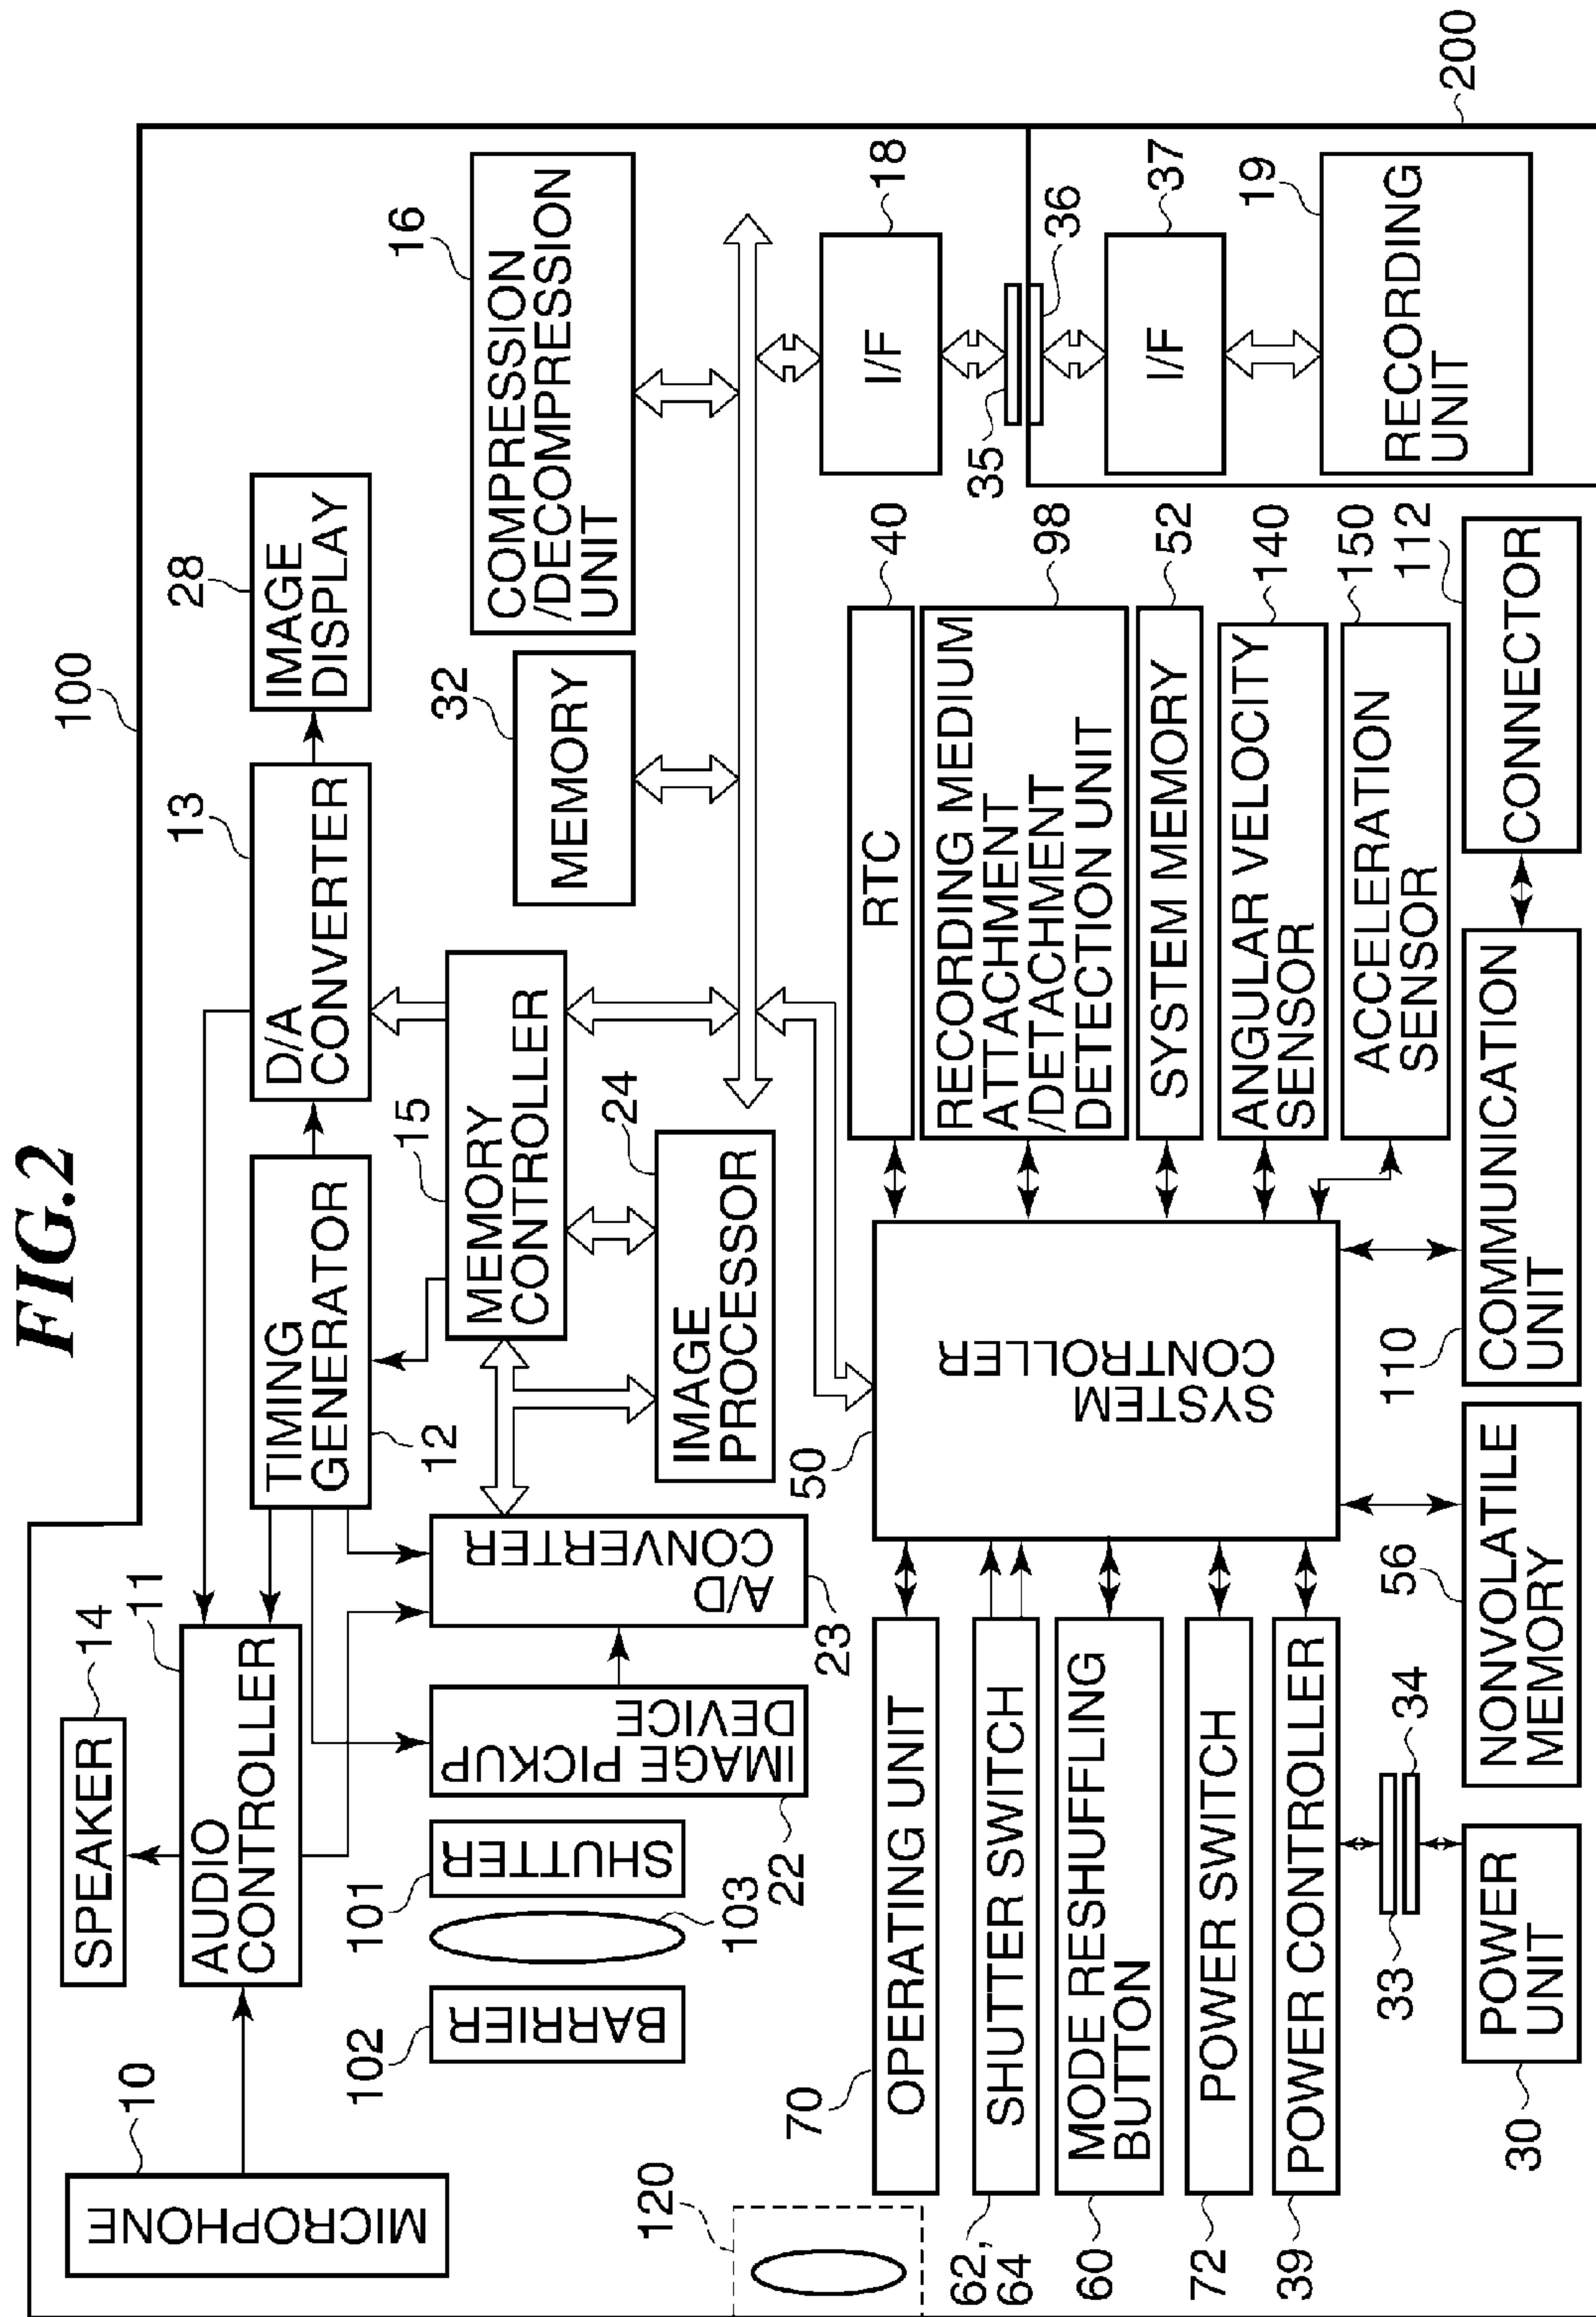 FIG.2
100
MICROPHONE
10
SPEAKER
14
AUDIO
CONTROLLER
11
TIMING
GENERATOR
12
D/A
CONVERTER
13
IMAGE
DISPLAY
28
102
BARRIER
101
SHUTTER
103
IMAGE PICKUP
DEVICE
22
A/D
CONVERTER
23
MEMORY
CONTROLLER
15
IMAGE
PROCESSOR
24
MEMORY
32
COMPRESSION
/DECOMPRESSION
UNIT
16
120
70
OPERATING UNIT
62,
64
SHUTTER SWITCH
60
MODE RESHUFFLING
BUTTON
72
POWER SWITCH
39
POWER CONTROLLER
33
34
30
POWER
UNIT
50
SYSTEM
CONTROLLER
56
NONVOLATILE
MEMORY
110
COMMUNICATION
UNIT
CONNECTOR
112
RTC
40
RECORDING MEDIUM
ATTACHMENT
/DETACHMENT
DETECTION UNIT
98
SYSTEM MEMORY
52
ANGULAR VELOCITY
SENSOR
140
ACCELERATION
SENSOR
150
I/F
18
35
36
I/F
37
RECORDING
UNIT
19
200